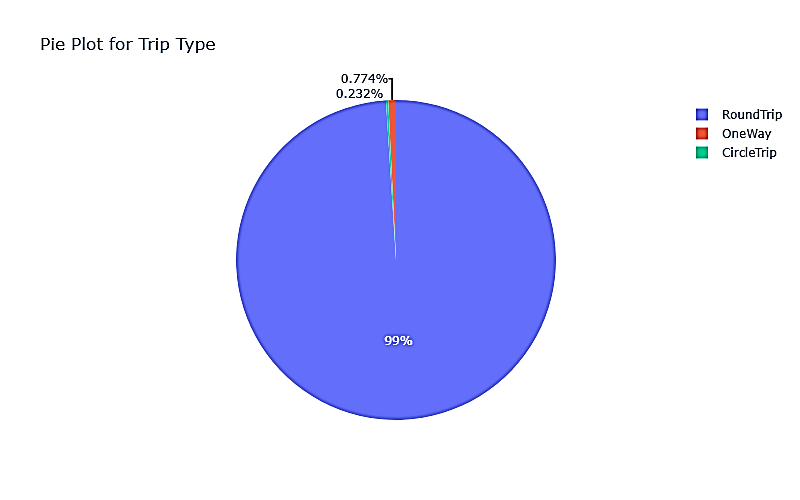 Pie Plot for Trip Type
0.774%
0.232%
RoundTrip
OneWay
CircleTrip
99%